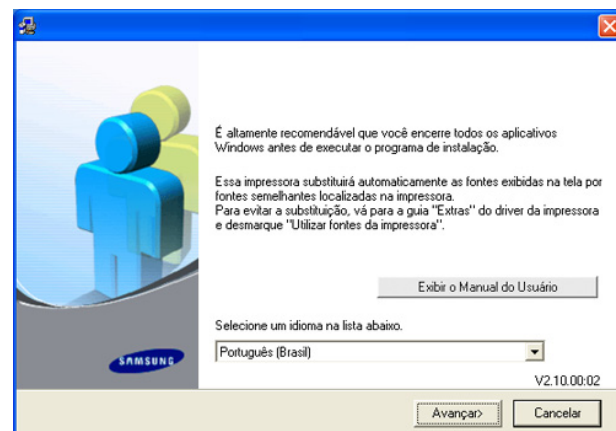 É altamente recomendável que você encerre todos os aplicativos
Windows antes de executar o programa de instalação.
Essa impressora substituirá automaticamente as fontes exibidas na tela por
fontes semelhantes localizadas na impressora.
Para evitar a substituição, vá para a guia "Extras" do driver da impressora
e desmarque "Utilizar fontes da impressora".
Exibir o Manual do Usuário
Selecione um idioma na lista abaixo.
Português (Brasil)
SAMSUNG
V2.10.00:02
Avançar>
Cancelar